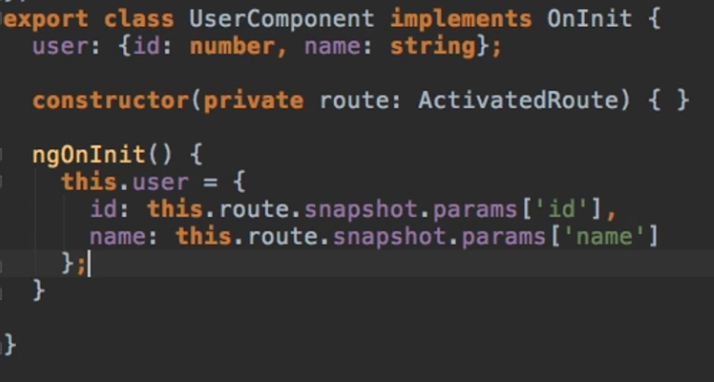 export class UserComponent implements OnInit {
user: {id: number, name: string};
constructor(private route: ActivatedRoute) { }
ngOnInit() {
this.user = {
id: this.route.snapshot.params['id'],
name: this.route.snapshot.params['name']
};
}
}